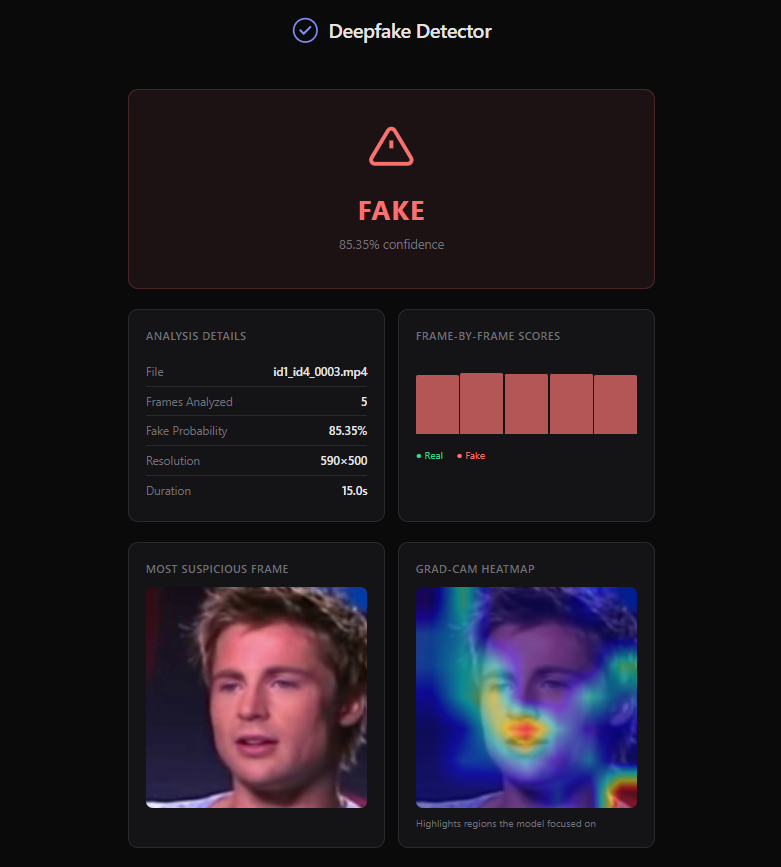 Deepfake Detector
FAKE
85.35% confidence
ANALYSIS DETAILS
File id1_id4_0003.mp4
Frames Analyzed 5
Fake Probability 85.35%
Resolution 590×500
Duration 15.0s
FRAME-BY-FRAME SCORES
Real Fake
MOST SUSPICIOUS FRAME
GRAD-CAM HEATMAP
Highlights regions the model focused on